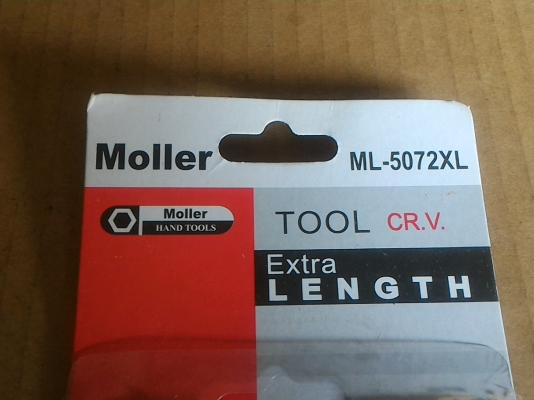 Moller ML-5072XL
Moller
HAND TOOLS
TOOL CR.V.
Extra
LENGTH